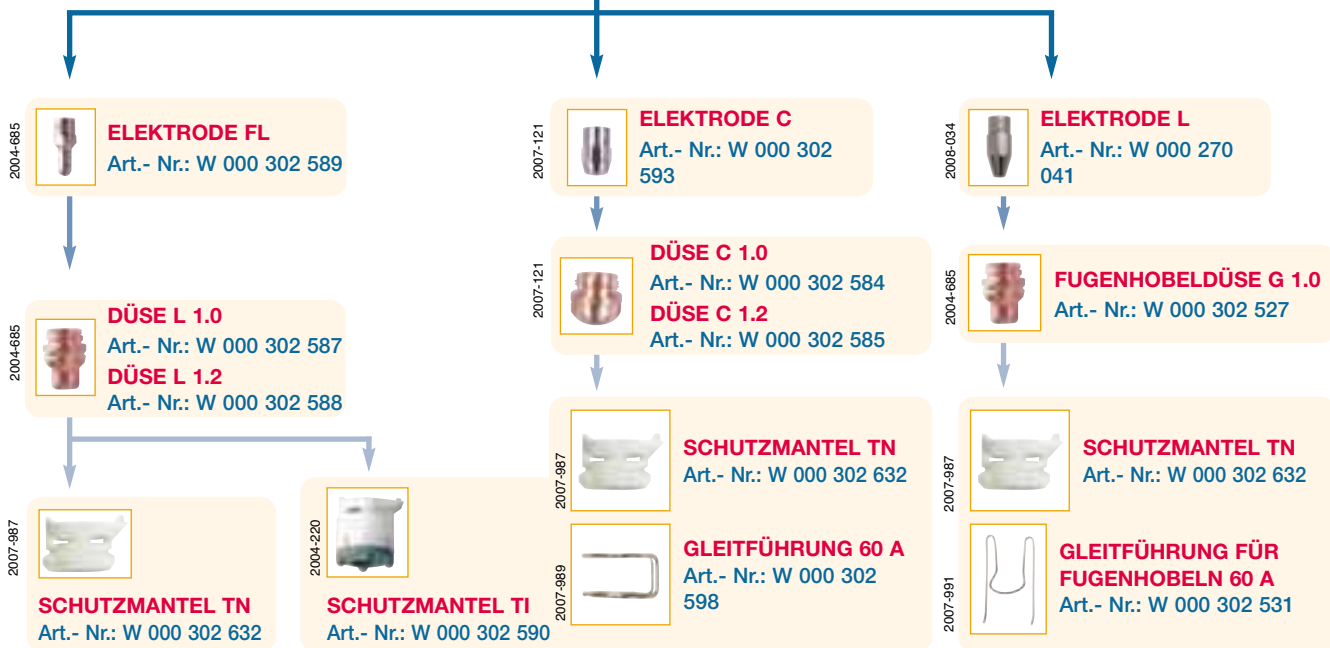 2004-685
ELEKTRODE FL
Art.- Nr.: W 000 302 589
2004-685
DÜSE L 1.0
Art.- Nr.: W 000 302 587
DÜSE L 1.2
Art.- Nr.: W 000 302 588
2007-987
SCHUTZMANTEL TN
Art.- Nr.: W 000 302 632
2004-220
SCHUTZMANTEL TI
Art.- Nr.: W 000 302 590
2007-121
ELEKTRODE C
Art.- Nr.: W 000 302
593
2007-121
DÜSE C 1.0
Art.- Nr.: W 000 302 584
DÜSE C 1.2
Art.- Nr.: W 000 302 585
2007-987
SCHUTZMANTEL TN
Art.- Nr.: W 000 302 632
2007-989
GLEITFÜHRUNG 60 A
Art.- Nr.: W 000 302
598
2008-034
ELEKTRODE L
Art.- Nr.: W 000 270
041
2004-685
FUGENHOBELDÜSE G 1.0
Art.- Nr.: W 000 302 527
2007-987
SCHUTZMANTEL TN
Art.- Nr.: W 000 302 632
2007-991
GLEITFÜHRUNG FÜR
FUGENHOBELN 60 A
Art.- Nr.: W 000 302 531